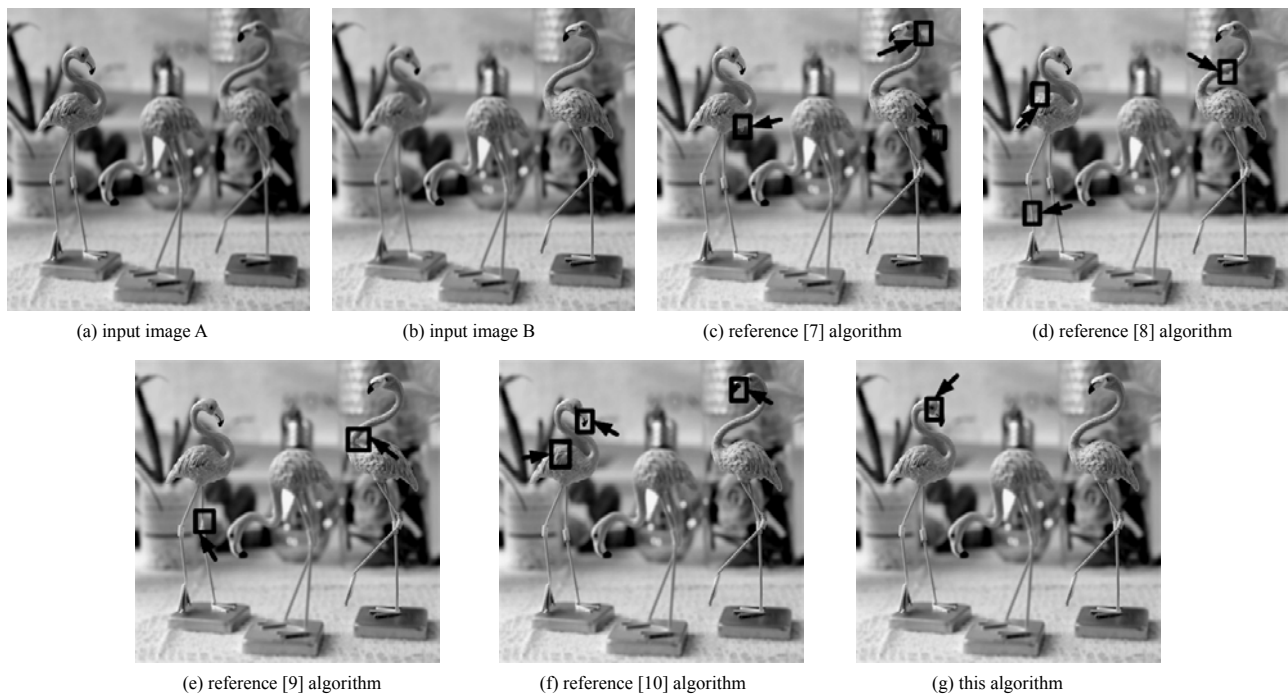 (a) input image A
(b) input image B
(c) reference [7] algorithm
(d) reference [8] algorithm
(e) reference [9] algorithm
(f) reference [10] algorithm
(g) this algorithm